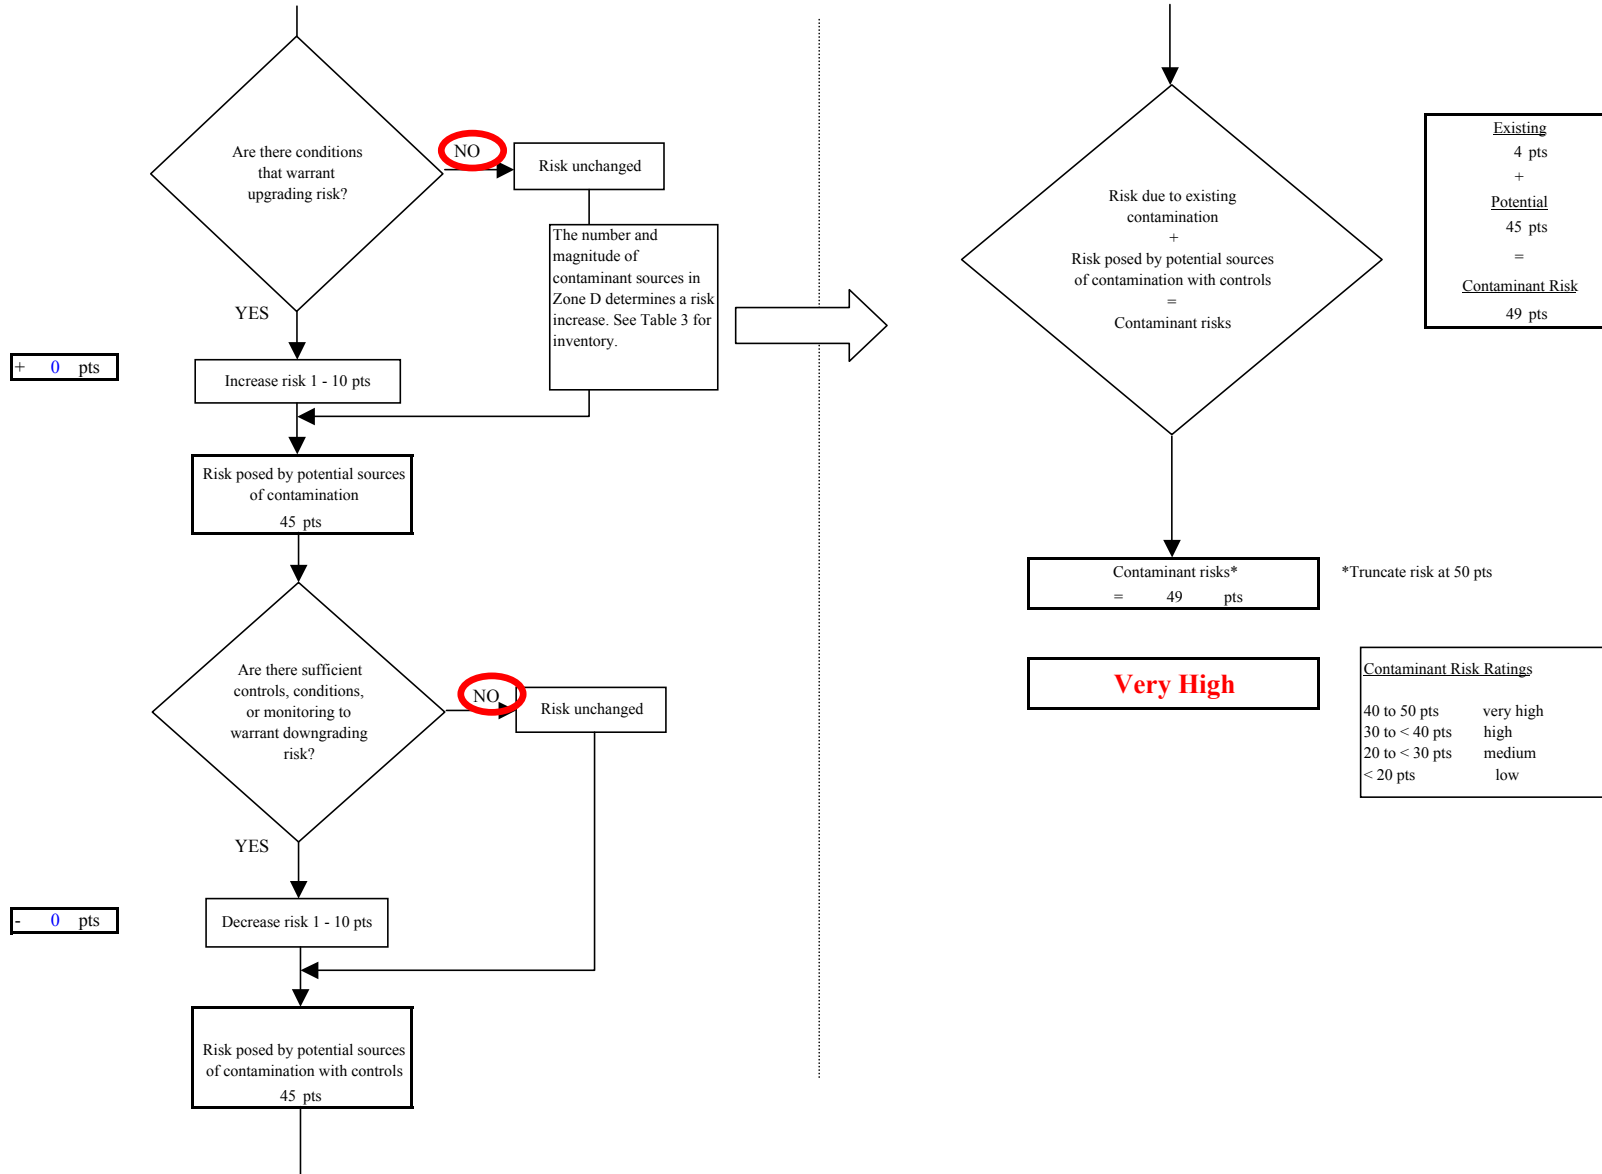 Are there conditions
that warrant
upgrading risk?
NO
Risk unchanged
The number and
magnitude of
contaminant sources in
Zone D determines a risk
increase. See Table 3 for
inventory.
YES
+ 0 pts
Increase risk 1 - 10 pts
Risk posed by potential sources
of contamination
45 pts
Are there sufficient
controls, conditions,
or monitoring to
warrant downgrading
risk?
NO
Risk unchanged
YES
- 0 pts
Decrease risk 1 - 10 pts
Risk posed by potential sources
of contamination with controls
45 pts
Risk due to existing
contamination
+
Risk posed by potential sources
of contamination with controls
=
Contaminant risks
Existing
4 pts
+
Potential
45 pts
=
Contaminant Risk
49 pts
Contaminant risks*
= 49 pts
*Truncate risk at 50 pts
Very High
Contaminant Risk Ratings
40 to 50 pts very high
30 to < 40 pts high
20 to < 30 pts medium
< 20 pts low